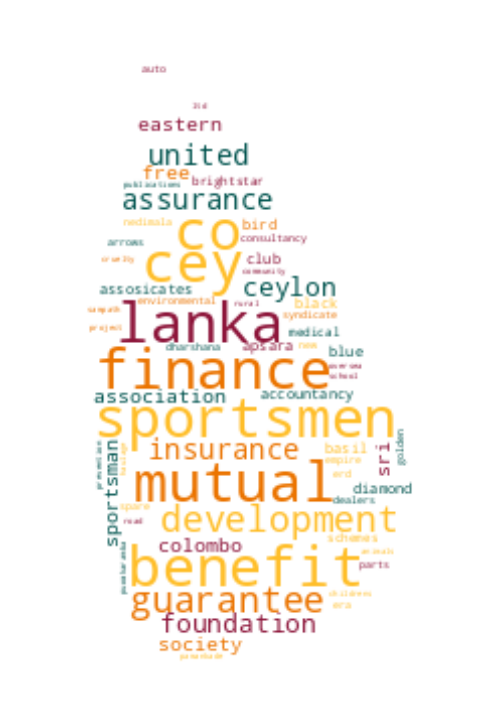 auto
ltd
eastern
united
free
publications
brightstar
assurance
nedimala
co
bird
arrows
consultancy
cruelty
cey
club
community
assosicates
ceylon
environmental
rural
black
sampath
lanka
syndicate
project
medical
dharshana
apsara
new
blue
finance
oversea
school
association
accountancy
sportsmen
golden
sportsman
prevention
insurance
basil
sri
empire
mutual
erd
diamond
dealers
spare
road
development
schemes
colombo
animals
benefit
parts
guarantee
childrens
era
foundation
society